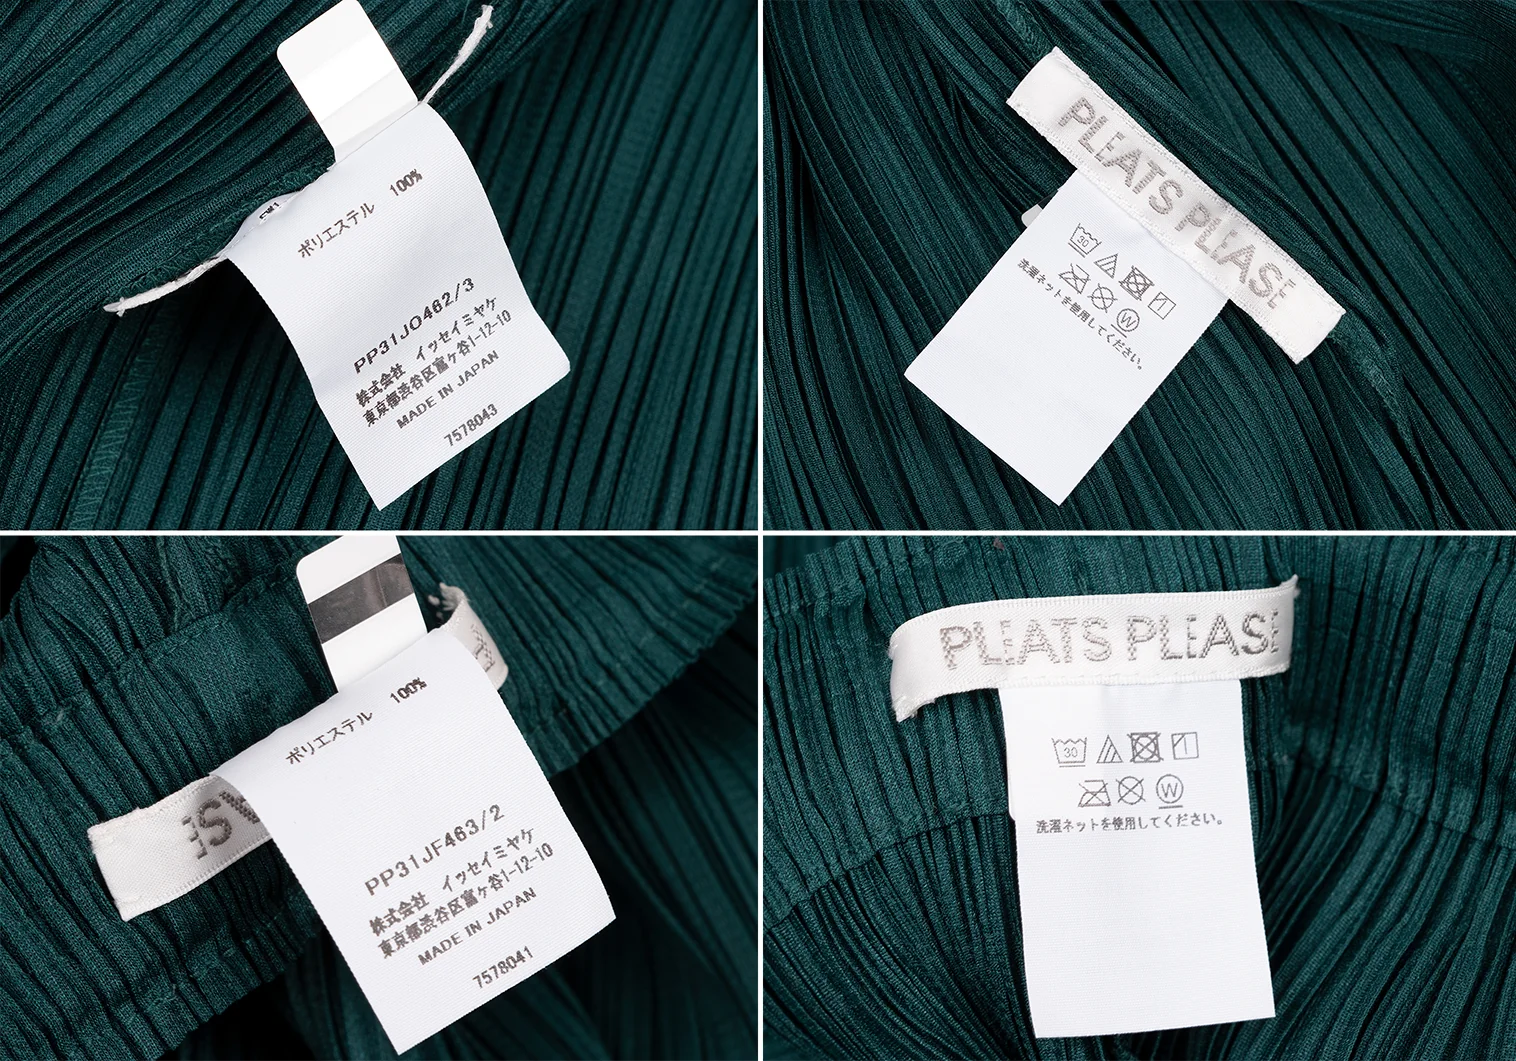 ポリエステル 100%
PP31JO462/3
株式会社 イッセイミヤケ
東京都渋谷区富ヶ谷1-12-10
MADE IN JAPAN
7578043
PLEATS PLEASE
30
W
洗濯ネットを使用してください。
ポリエステル 100%
PP31JF463/2
株式会社 イッセイミヤケ
東京都渋谷区富ヶ谷1-12-10
MADE IN JAPAN
7578041
PLEATS PLEASE
30
W
洗濯ネットを使用してください。